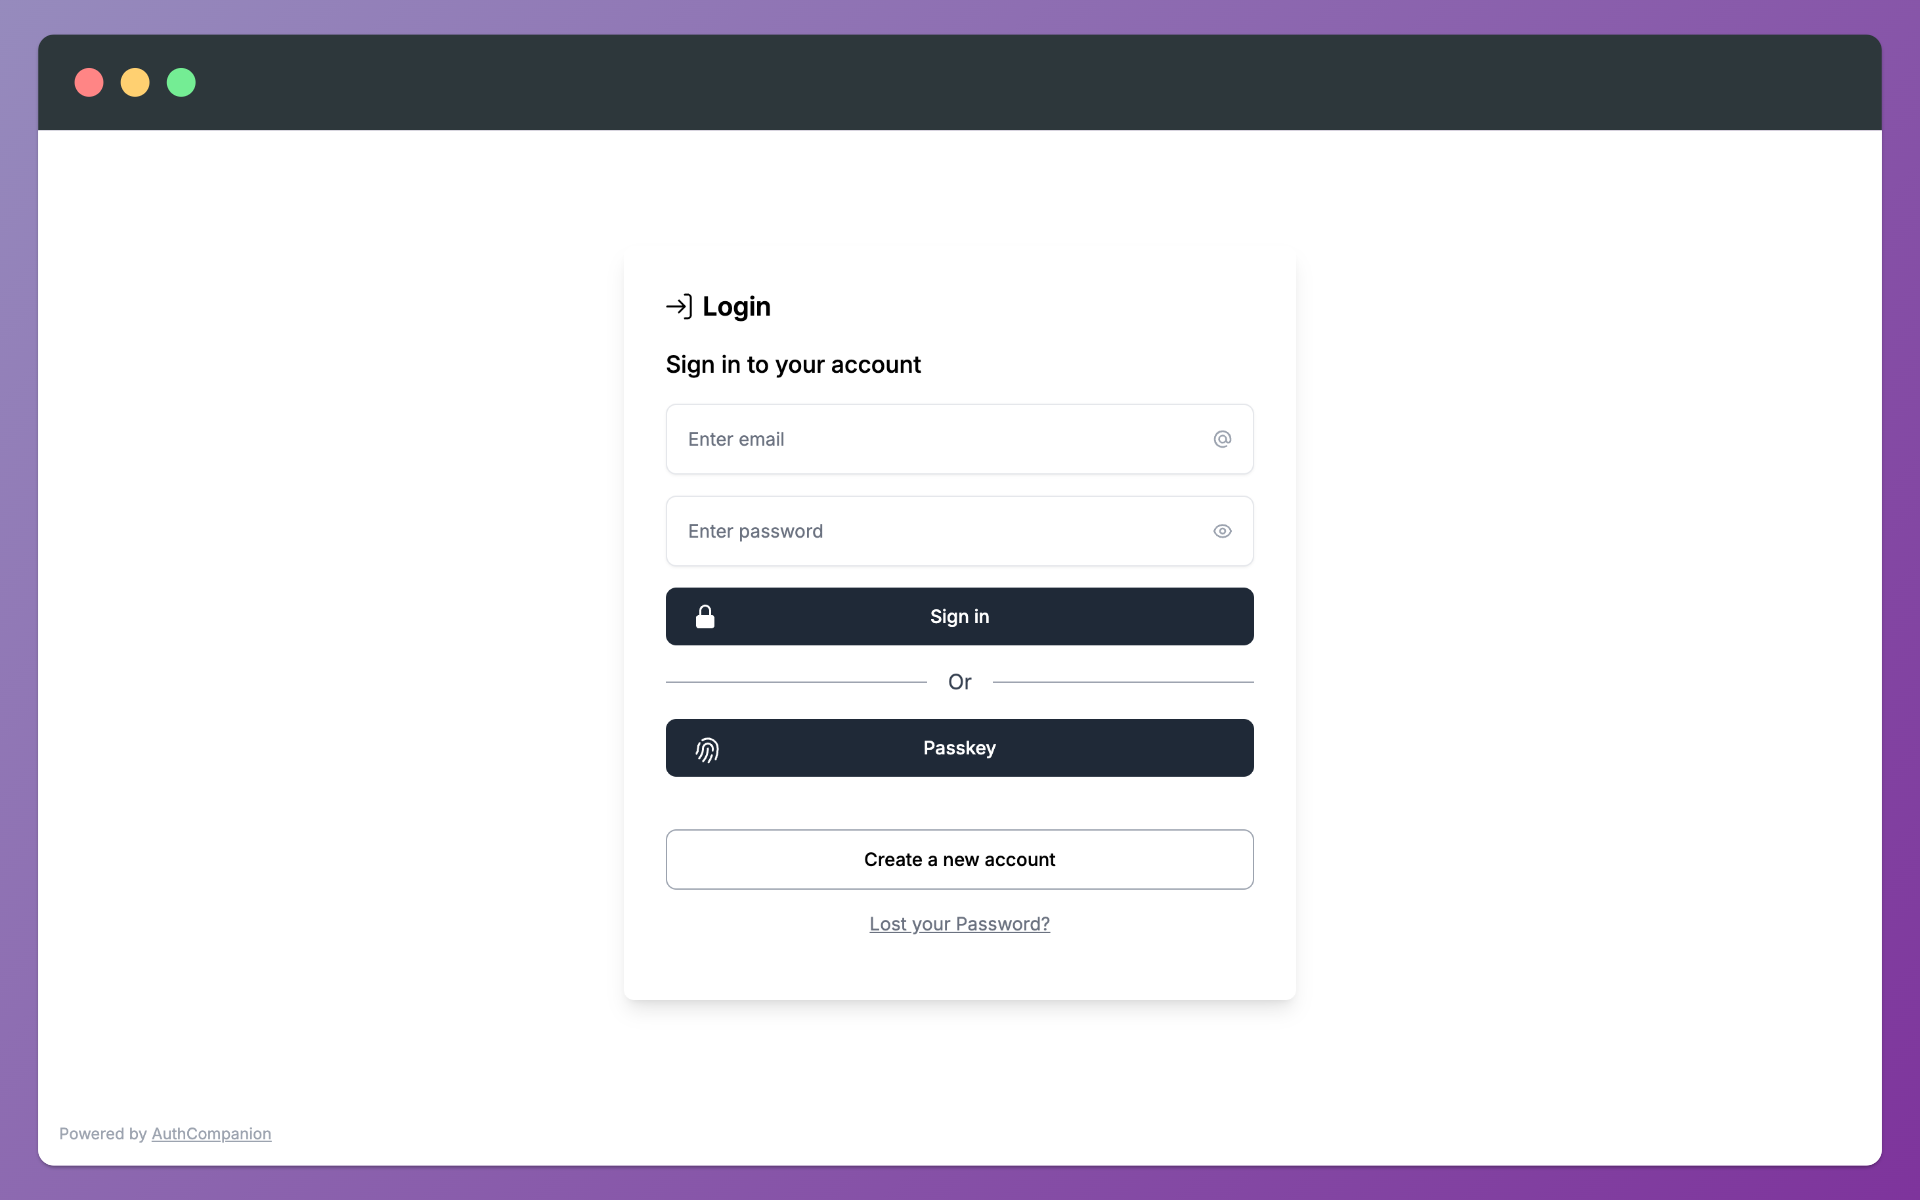 Login
Sign in to your account
Enter email
Enter password
Sign in
Or
Passkey
Create a new account
Lost your Password?
Powered by AuthCompanion